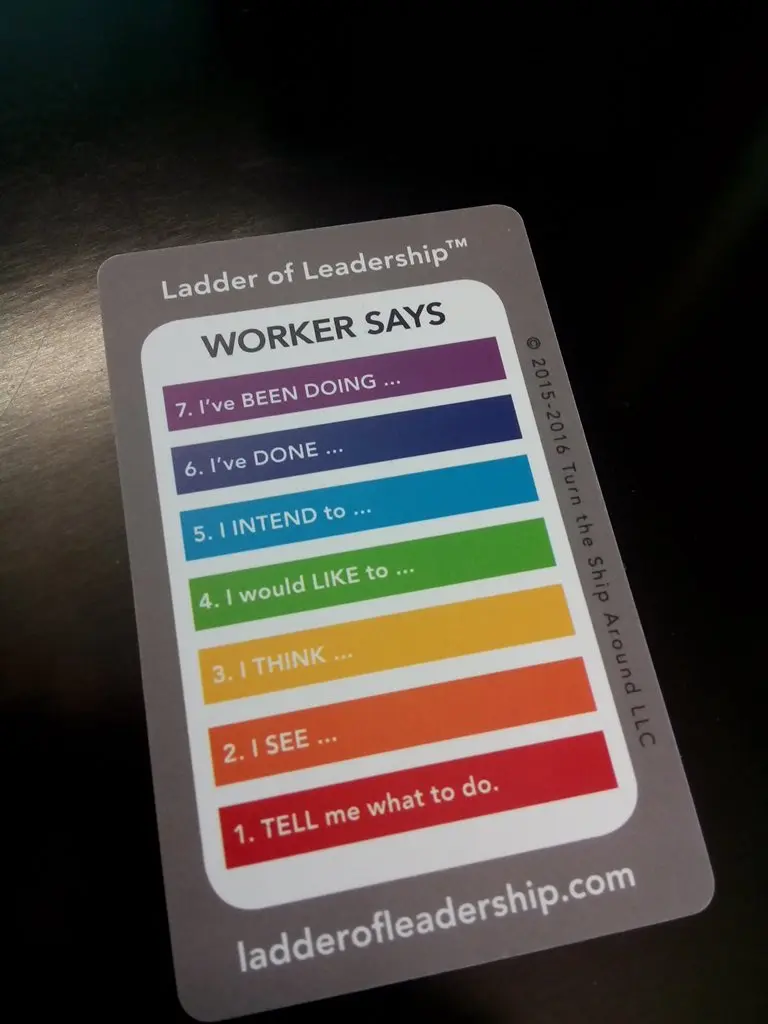 Ladder of Leadership™
WORKER SAYS
7. I've BEEN DOING ...
6. I've DONE ...
5. I INTEND to ...
4. I would LIKE to ...
3. I THINK ...
2. I SEE ...
1. TELL me what to do.
ladderofleadership.com
© 2015-2016 Turn the Ship Around LLC